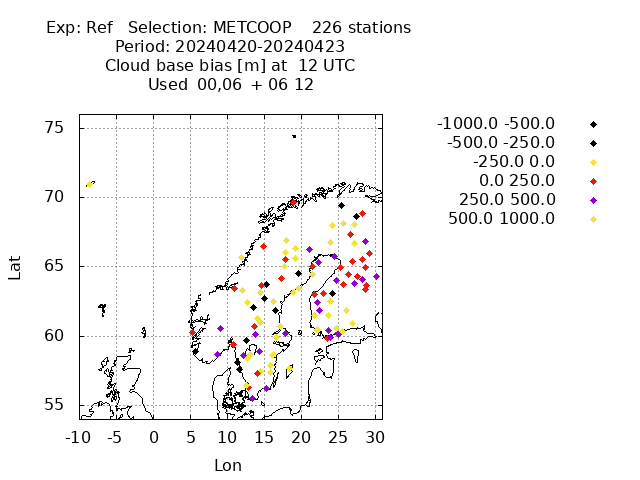 Exp: Ref Selection: METCOOP 226 stations
Period: 20240420-20240423
Cloud base bias [m] at 12 UTC
Used 00,06 + 06 12
-1000.0 -500.0
-500.0 -250.0
-250.0 0.0
0.0 250.0
250.0 500.0
500.0 1000.0
75
70
65
60
55
Lat
-10 -5 0 5 10 15 20 25 30
Lon